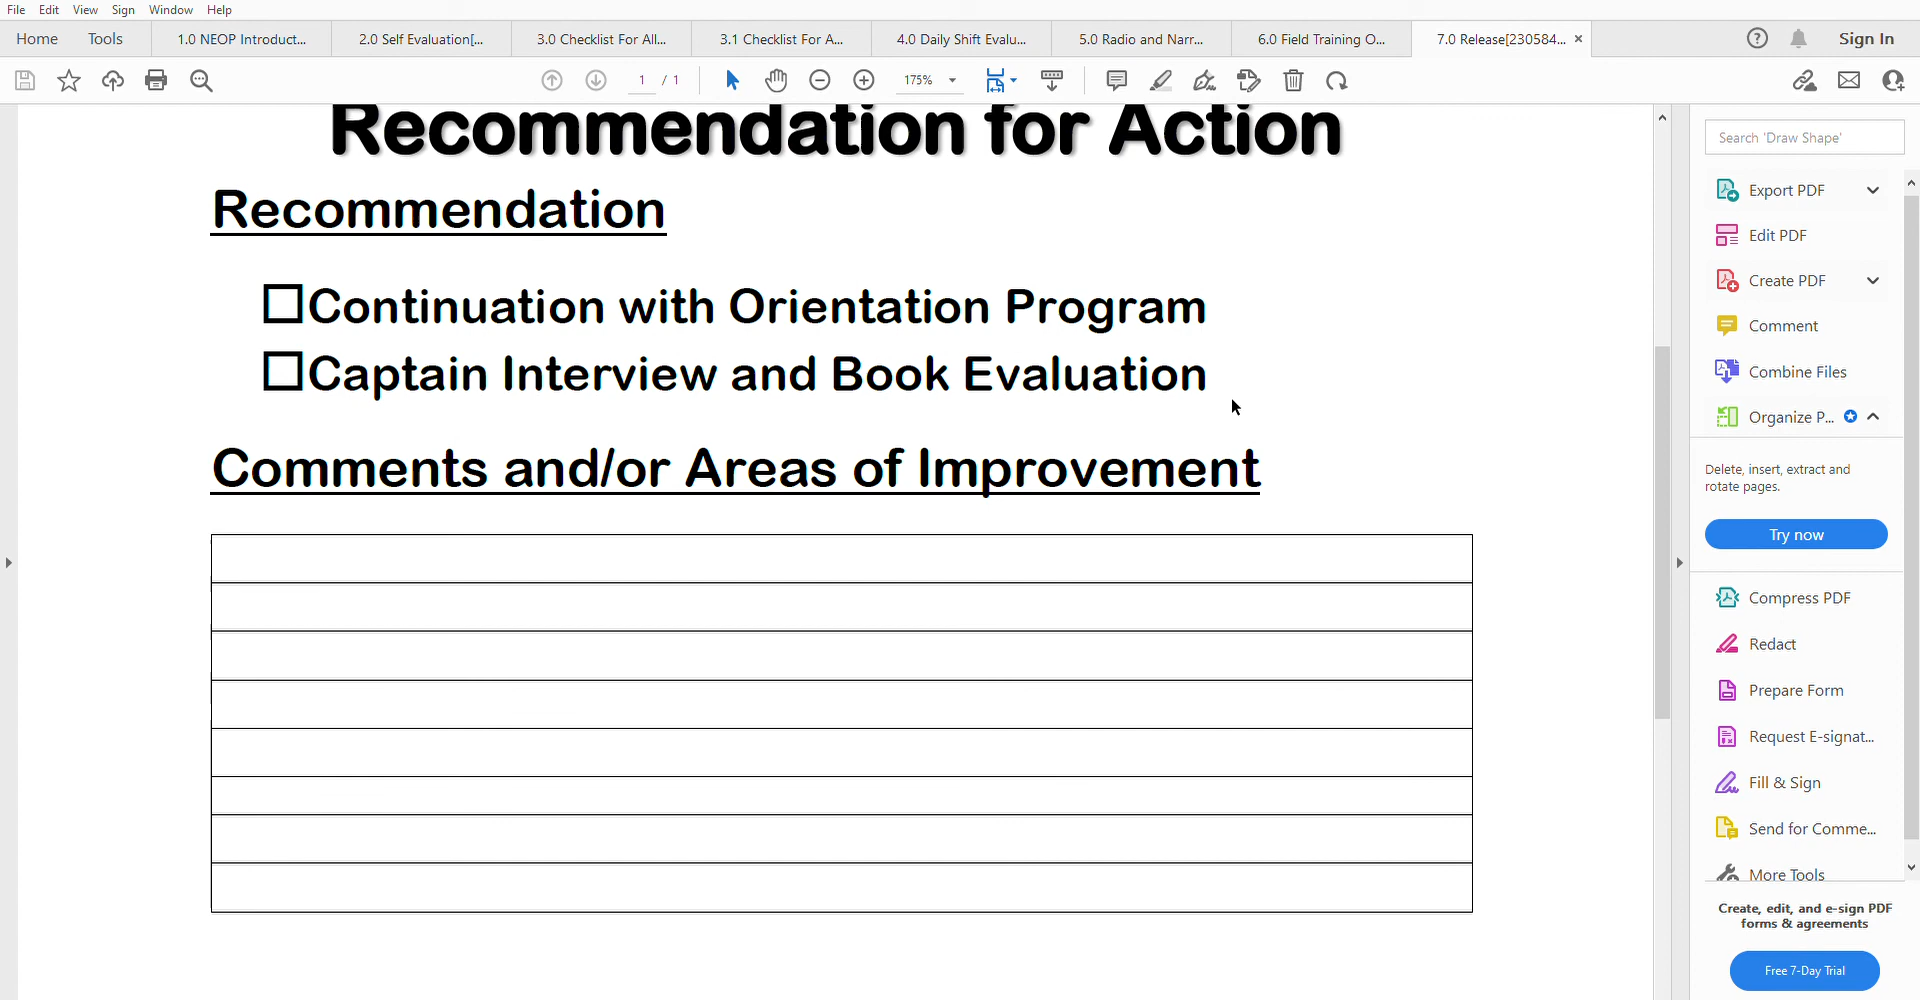 File Edit View Sign Window Help
Home Tools 1.0 NEOP Introduct... 2.0 Self Evaluation[... 3.0 Checklist For All... 3.1 Checklist For A... 4.0 Daily Shift Evalu... 5.0 Radio and Narr... 6.0 Field Training O... 7.0 Release[230584... × Sign In
1 / 1 175%
Recommendation for Action
Recommendation
☐Continuation with Orientation Program
☐Captain Interview and Book Evaluation
Comments and/or Areas of Improvement
Search 'Draw Shape'
Export PDF
Edit PDF
Create PDF
Comment
Combine Files
Organize P...
Delete, insert, extract and
rotate pages.
Try now
Compress PDF
Redact
Prepare Form
Request E-signat...
Fill & Sign
Send for Comme...
More Tools
Create, edit, and e-sign PDF
forms & agreements
Free 7-Day Trial